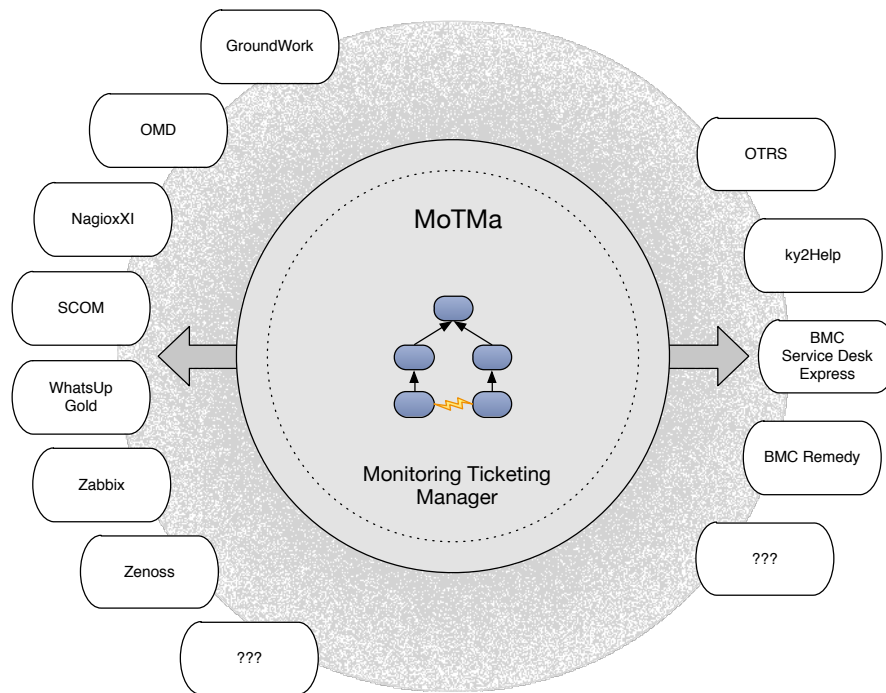 GroundWork
OMD
NagioxXI
SCOM
WhatsUp
Gold
Zabbix
Zenoss
???
MoTMa
Monitoring Ticketing
Manager
OTRS
ky2Help
BMC
Service Desk
Express
BMC Remedy
???